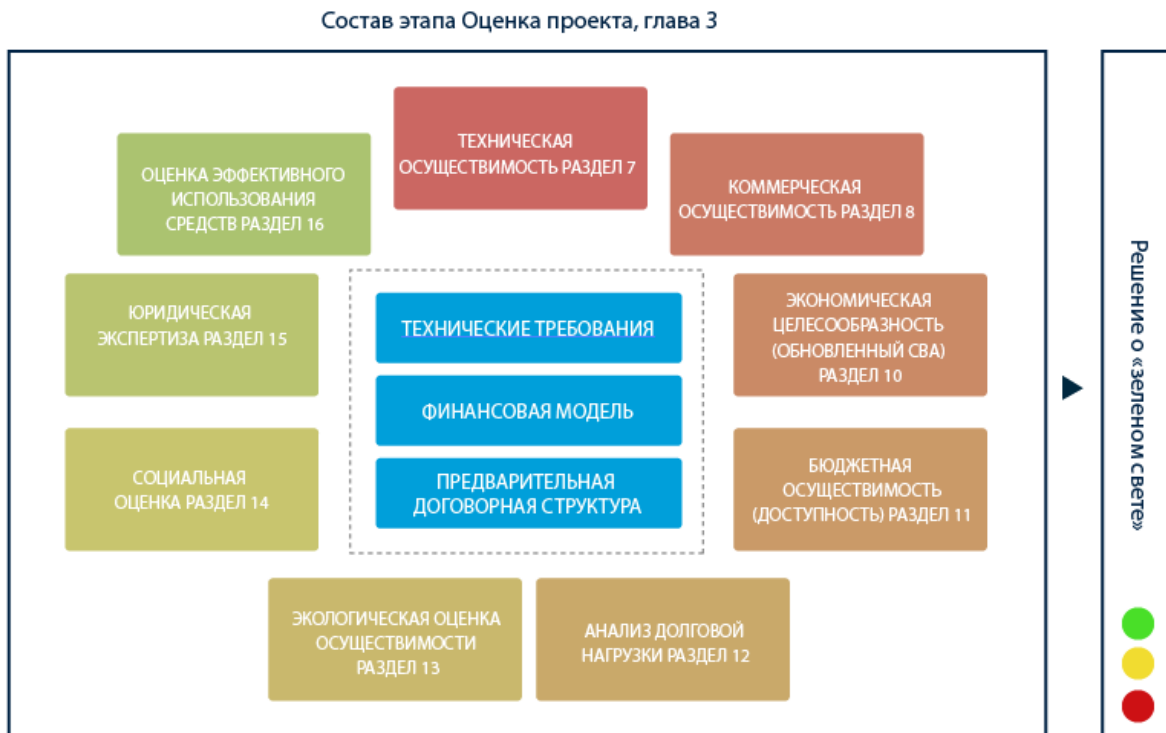 Состав этапа Оценка проекта, глава 3
ТЕХНИЧЕСКАЯ
ОСУЩЕСТВИМОСТЬ РАЗДЕЛ 7
КОММЕРЧЕСКАЯ
ОСУЩЕСТВИМОСТЬ РАЗДЕЛ 8
ЭКОНОМИЧЕСКАЯ
ЦЕЛЕСООБРАЗНОСТЬ
(ОБНОВЛЕННЫЙ СВА)
РАЗДЕЛ 10
БЮДЖЕТНАЯ
ОСУЩЕСТВИМОСТЬ
(ДОСТУПНОСТЬ) РАЗДЕЛ 11
АНАЛИЗ ДОЛГОВОЙ
НАГРУЗКИ РАЗДЕЛ 12
ЭКОЛОГИЧЕСКАЯ ОЦЕНКА
ОСУЩЕСТВИМОСТИ
РАЗДЕЛ 13
СОЦИАЛЬНАЯ
ОЦЕНКА РАЗДЕЛ 14
ЮРИДИЧЕСКАЯ
ЭКСПЕРТИЗА РАЗДЕЛ 15
ОЦЕНКА ЭФФЕКТИВНОГО
ИСПОЛЬЗОВАНИЯ
СРЕДСТВ РАЗДЕЛ 16
ТЕХНИЧЕСКИЕ ТРЕБОВАНИЯ
ФИНАНСОВАЯ МОДЕЛЬ
ПРЕДВАРИТЕЛЬНАЯ
ДОГОВОРНАЯ СТРУКТУРА
Решение о «зеленом свете»